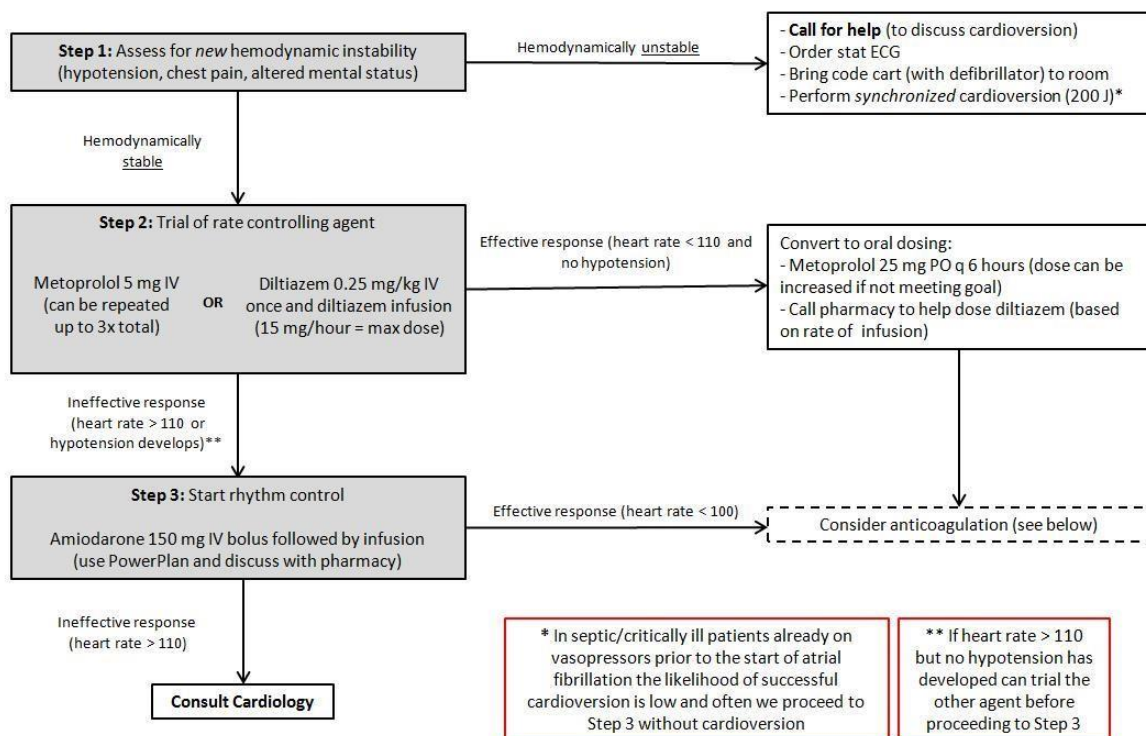 Step 1: Assess for new hemodynamic instability
(hypotension, chest pain, altered mental status)
Hemodynamically unstable
- Call for help (to discuss cardioversion)
- Order stat ECG
- Bring code cart (with defibrillator) to room
- Perform synchronized cardioversion (200 J)*
Hemodynamically
stable
Step 2: Trial of rate controlling agent
Metoprolol 5 mg IV
(can be repeated
up to 3x total)
OR
Diltiazem 0.25 mg/kg IV
once and diltiazem infusion
(15 mg/hour = max dose)
Effective response (heart rate < 110 and
no hypotension)
Convert to oral dosing:
- Metoprolol 25 mg PO q 6 hours (dose can be
increased if not meeting goal)
- Call pharmacy to help dose diltiazem (based
on rate of infusion)
Ineffective response
(heart rate > 110 or
hypotension develops)**
Step 3: Start rhythm control
Amiodarone 150 mg IV bolus followed by infusion
(use PowerPlan and discuss with pharmacy)
Effective response (heart rate < 100)
Consider anticoagulation (see below)
Ineffective response
(heart rate > 110)
Consult Cardiology
* In septic/critically ill patients already on
vasopressors prior to the start of atrial
fibrillation the likelihood of successful
cardioversion is low and often we proceed to
Step 3 without cardioversion
** If heart rate > 110
but no hypotension has
developed can trial the
other agent before
proceeding to Step 3